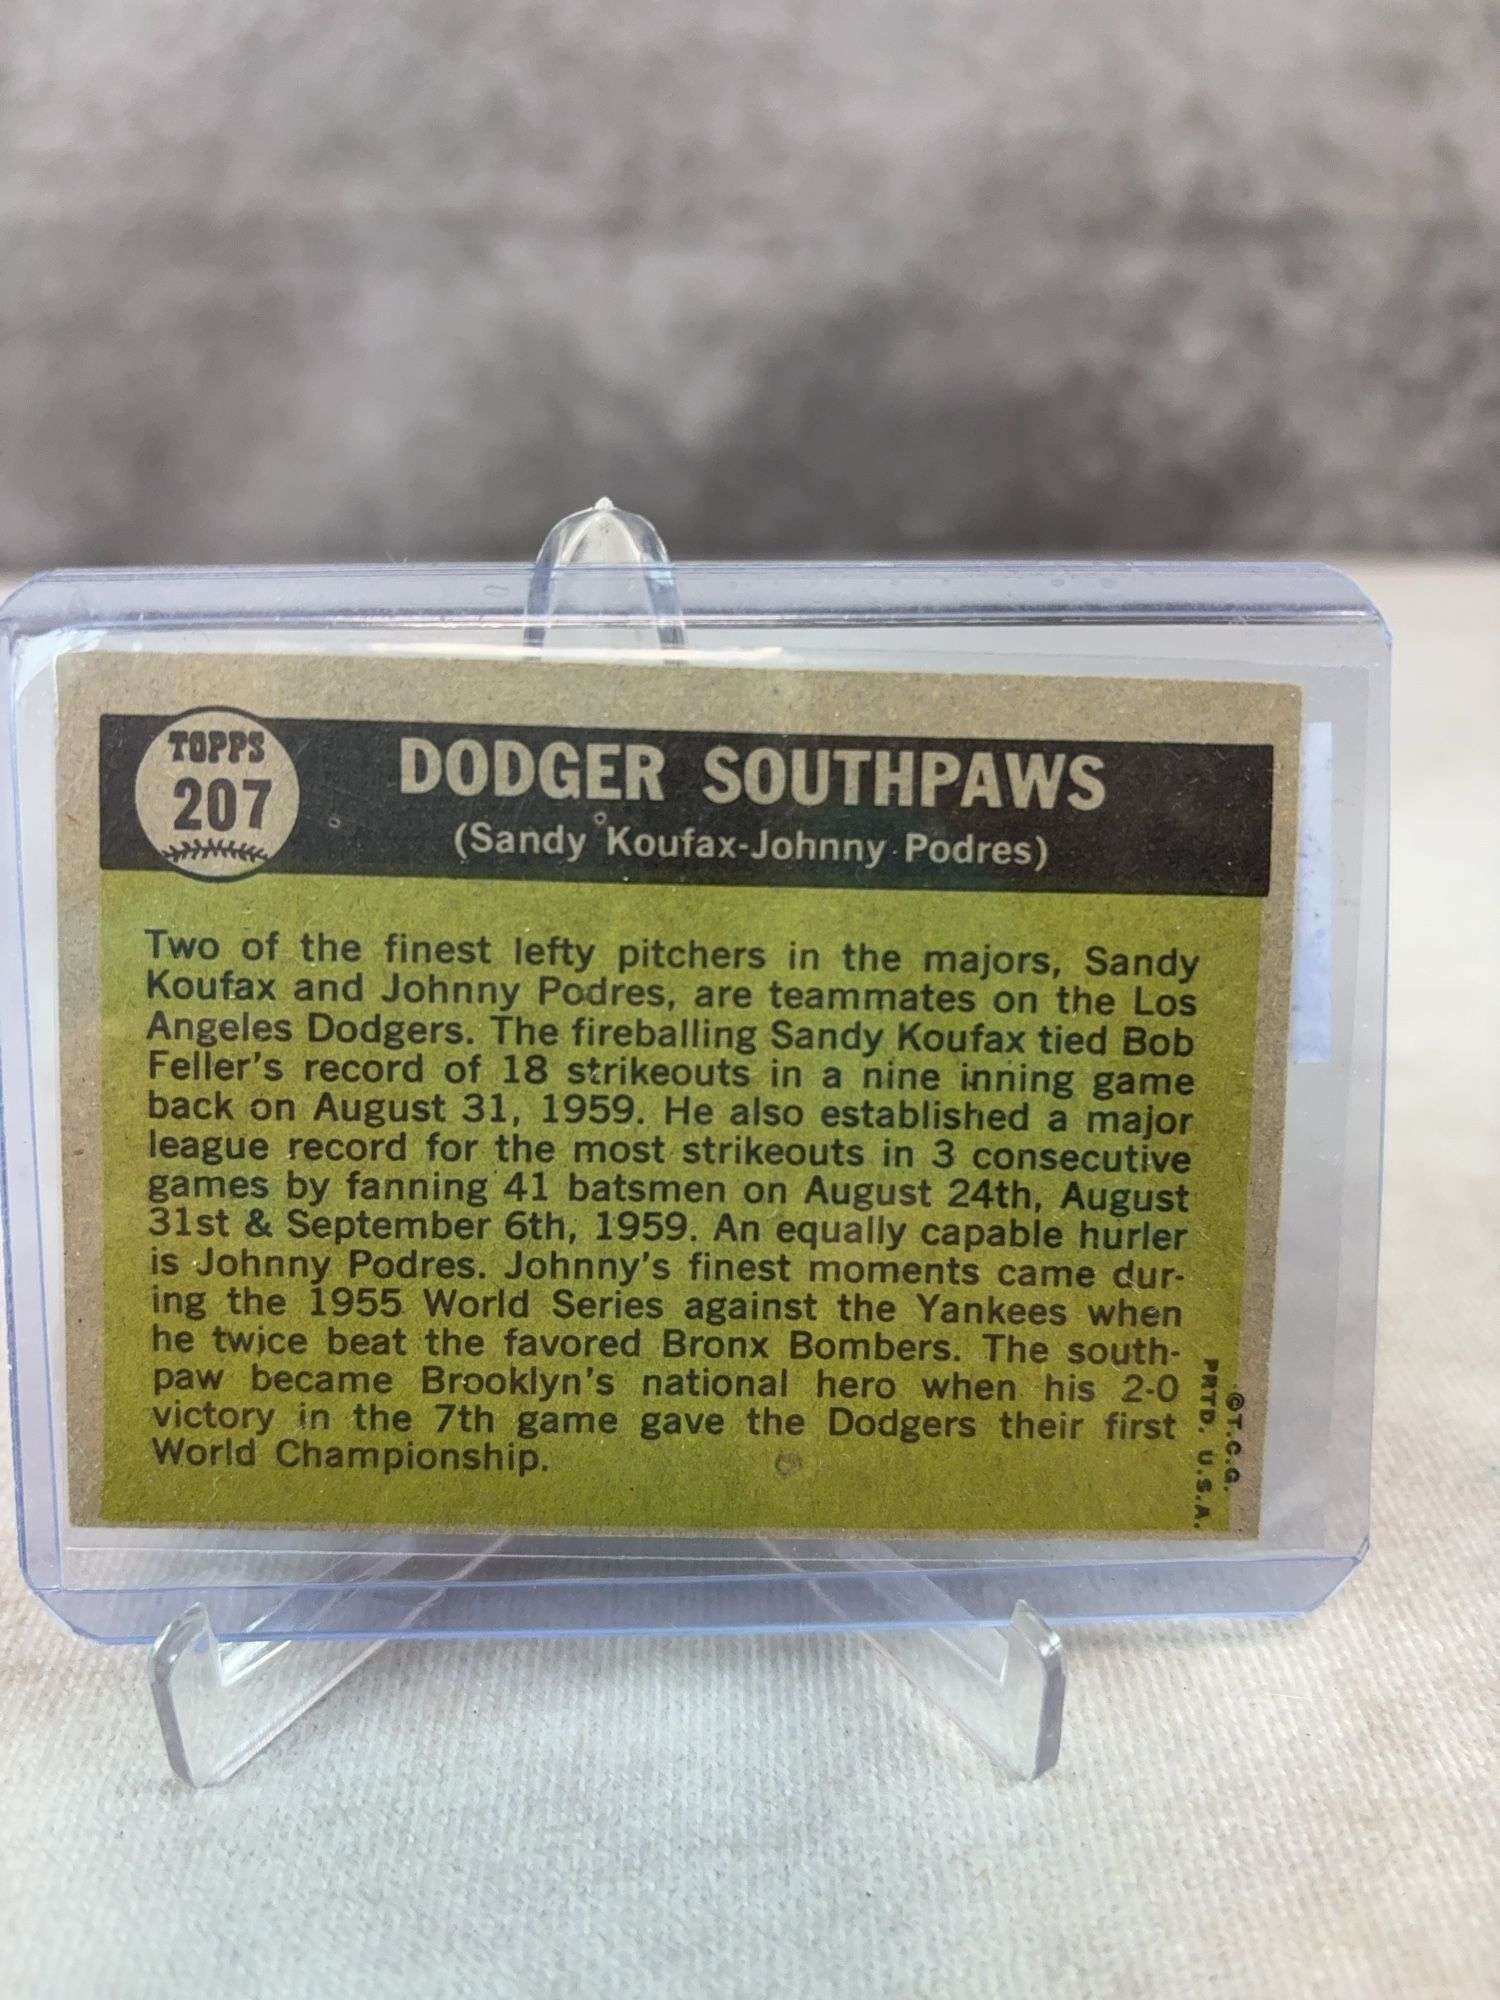 TOPPS
207
DODGER SOUTHPAWS
(Sandy Koufax-Johnny Podres)
Two of the finest lefty pitchers in the majors, Sandy
Koufax and Johnny Podres, are teammates on the Los
Angeles Dodgers. The fireballing Sandy Koufax tied Bob
Feller's record of 18 strikeouts in a nine inning game
back on August 31, 1959. He also established a major
league record for the most strikeouts in 3 consecutive
games by fanning 41 batsmen on August 24th, August
31st & September 6th, 1959. An equally capable hurler
is Johnny Podres. Johnny's finest moments came dur-
ing the 1955 World Series against the Yankees when
he twice beat the favored Bronx Bombers. The south-
paw became Brooklyn's national hero when his 2-0
victory in the 7th game gave the Dodgers their first
World Championship.
©T.C.G.
PRTD. U.S.A.